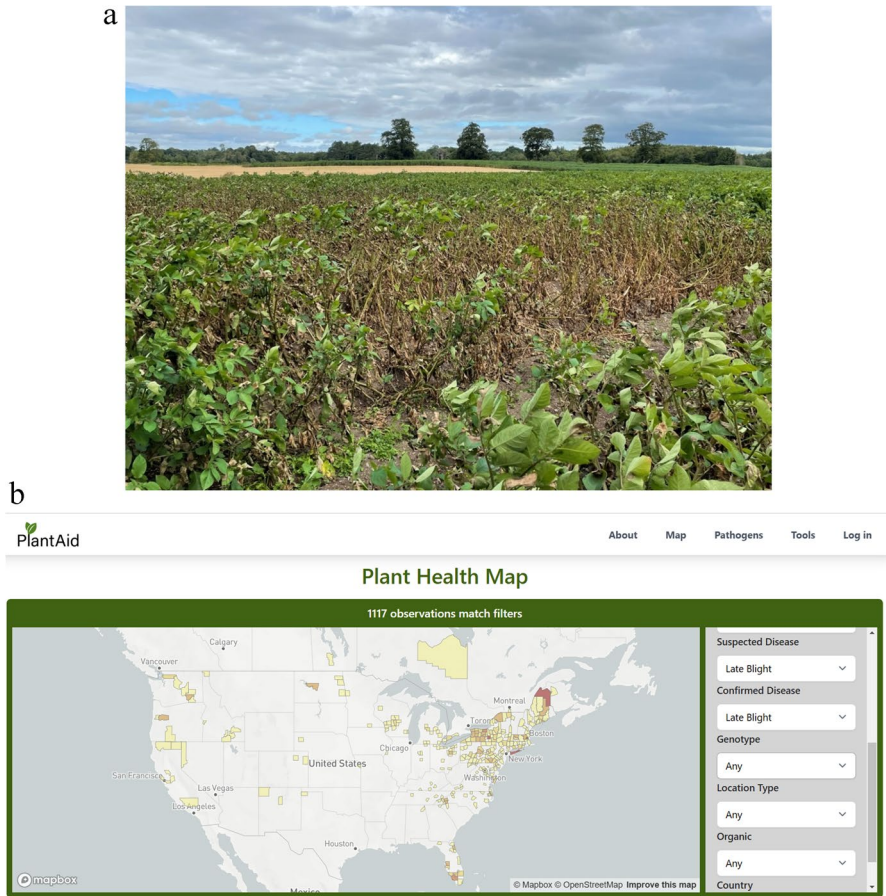 a
b
PlantAid
About Map Pathogens Tools Log in
Plant Health Map
1117 observations match filters
Calgary
Vancouver
Montreal
Toron
Boston
Chicago
New York
United States
Washington
San Francisco
Las Vegas
Los Angeles
Houston
Mexico
mapbox
© Mapbox © OpenStreetMap Improve this map
Suspected Disease
Late Blight
Confirmed Disease
Late Blight
Genotype
Any
Location Type
Any
Organic
Any
Country